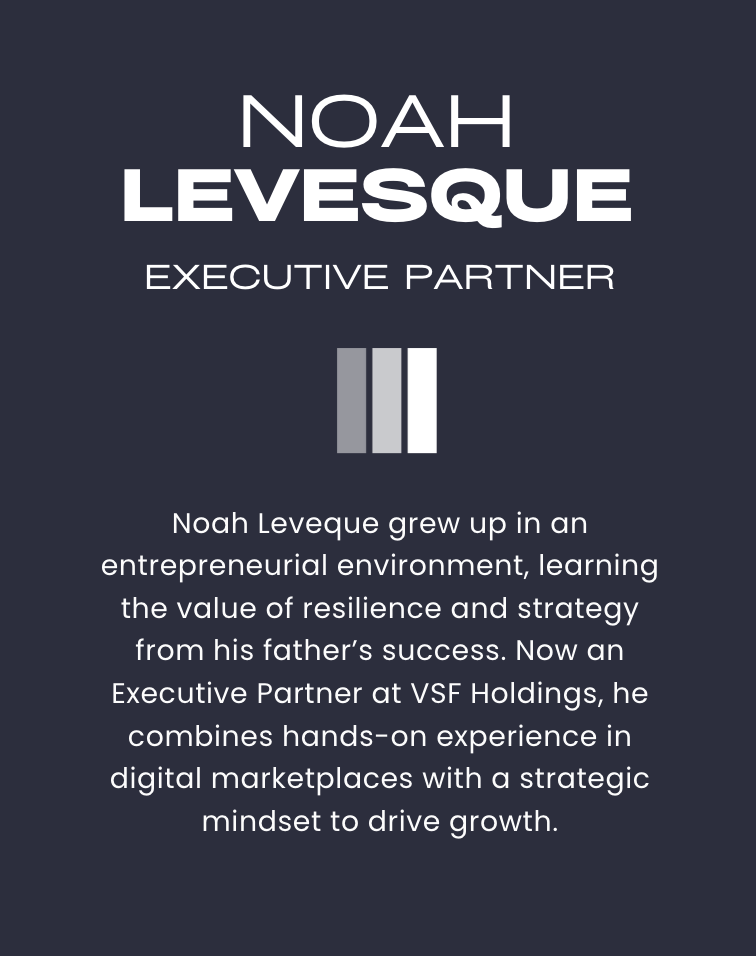 NOAH
LEVESQUE
EXECUTIVE PARTNER
Noah Leveque grew up in an
entrepreneurial environment, learning
the value of resilience and strategy
from his father’s success. Now an
Executive Partner at VSF Holdings, he
combines hands-on experience in
digital marketplaces with a strategic
mindset to drive growth.